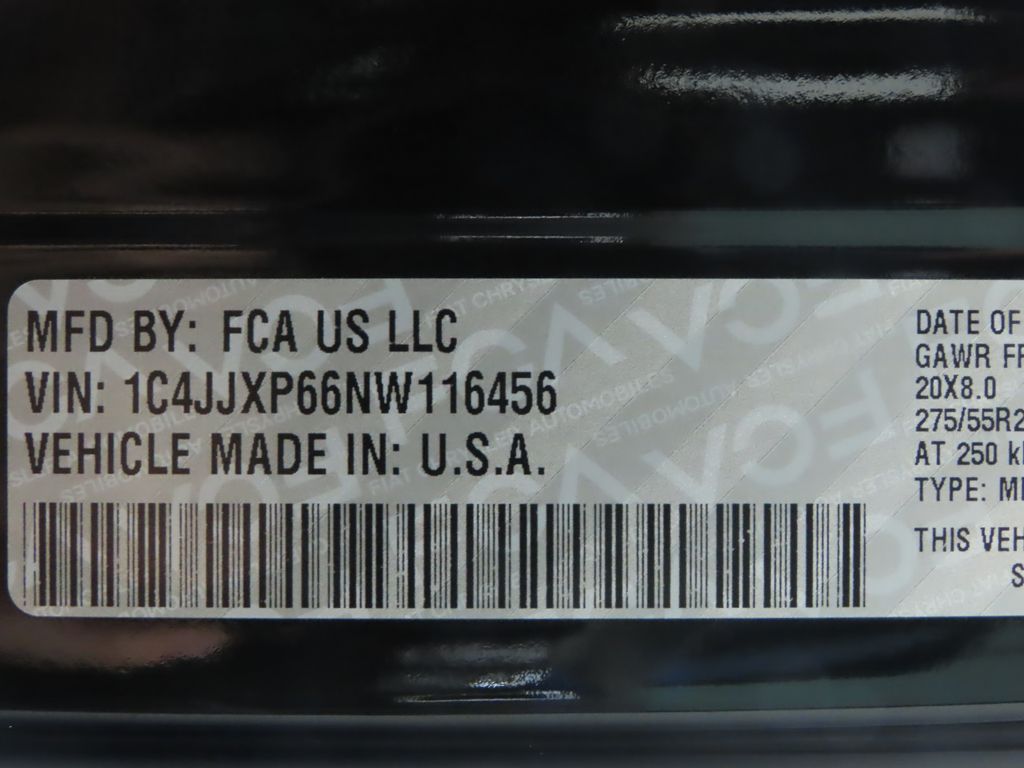 MFD BY: FCA US LLC
VIN: 1C4JJXP66NW116456
VEHICLE MADE IN: U.S.A.
DATE OF
GAWR FR
20X8.0
275/55R2
AT 250 k
TYPE: M
THIS VEH
S